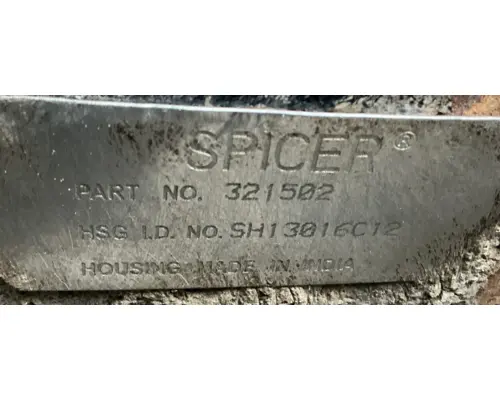 SPICER®
PART NO. 321502
HSG I.D. NO. SH13016C12
HOUSING MADE IN INDIA